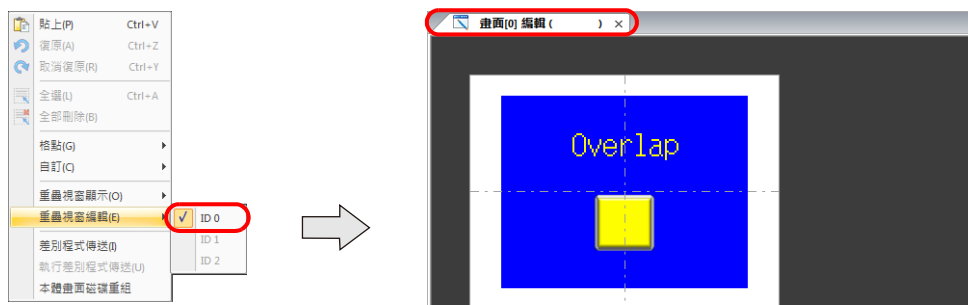 貼上(P) Ctrl+V
復原(A) Ctrl+Z
取消復原(R) Ctrl+Y
全選(L) Ctrl+A
全部刪除(B)
格點(G)
自訂(C)
重疊視窗顯示(O)
重疊視窗編輯(E)
✓ ID 0
ID 1
ID 2
差別程式傳送(I)
執行差別程式傳送(U)
本體畫面磁碟重組
畫面[0] 編輯 ( ) ×
Overlap